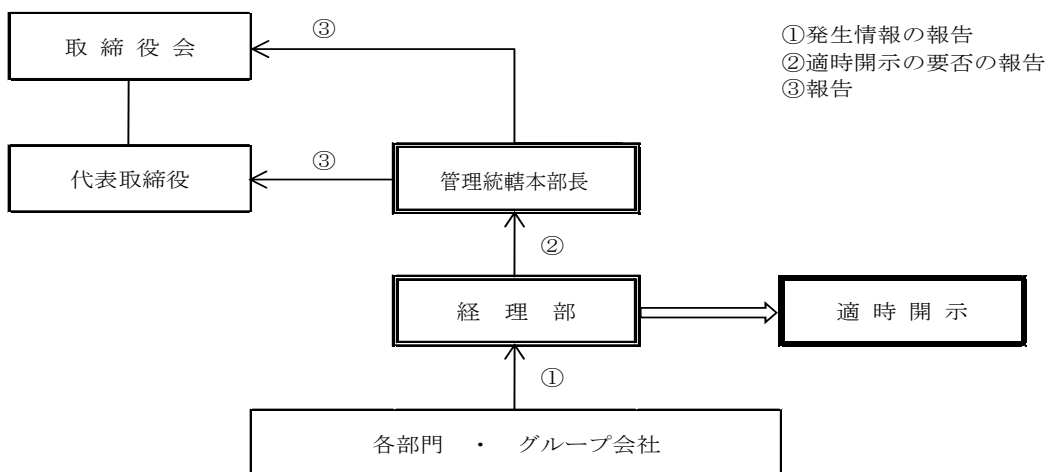 ③
取 締 役 会
①発生情報の報告
②適時開示の要否の報告
③報告
③
代表取締役
管理統轄本部長
②
経 理 部
適 時 開 示
①
各部門 ・ グループ会社